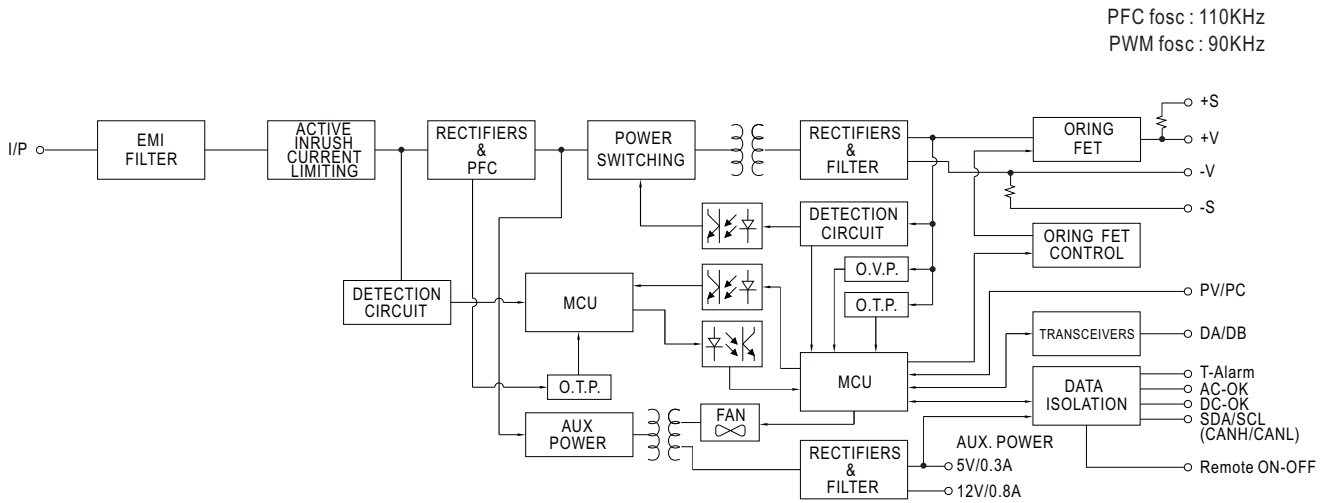 PFC fosc : 110KHz
PWM fosc : 90KHz
I/P
EMI
FILTER
ACTIVE
INRUSH
CURRENT
LIMITING
RECTIFIERS
&
PFC
POWER
SWITCHING
RECTIFIERS
&
FILTER
ORING
FET
+S
+V
-V
-S
DETECTION
CIRCUIT
ORING FET
CONTROL
O.V.P.
O.T.P.
DETECTION
CIRCUIT
MCU
PV/PC
TRANSCEIVERS
DA/DB
MCU
O.T.P.
DATA
ISOLATION
T-Alarm
AC-OK
DC-OK
SDA/SCL
(CANH/CANL)
AUX
POWER
FAN
RECTIFIERS
&
FILTER
AUX. POWER
5V/0.3A
12V/0.8A
Remote ON-OFF